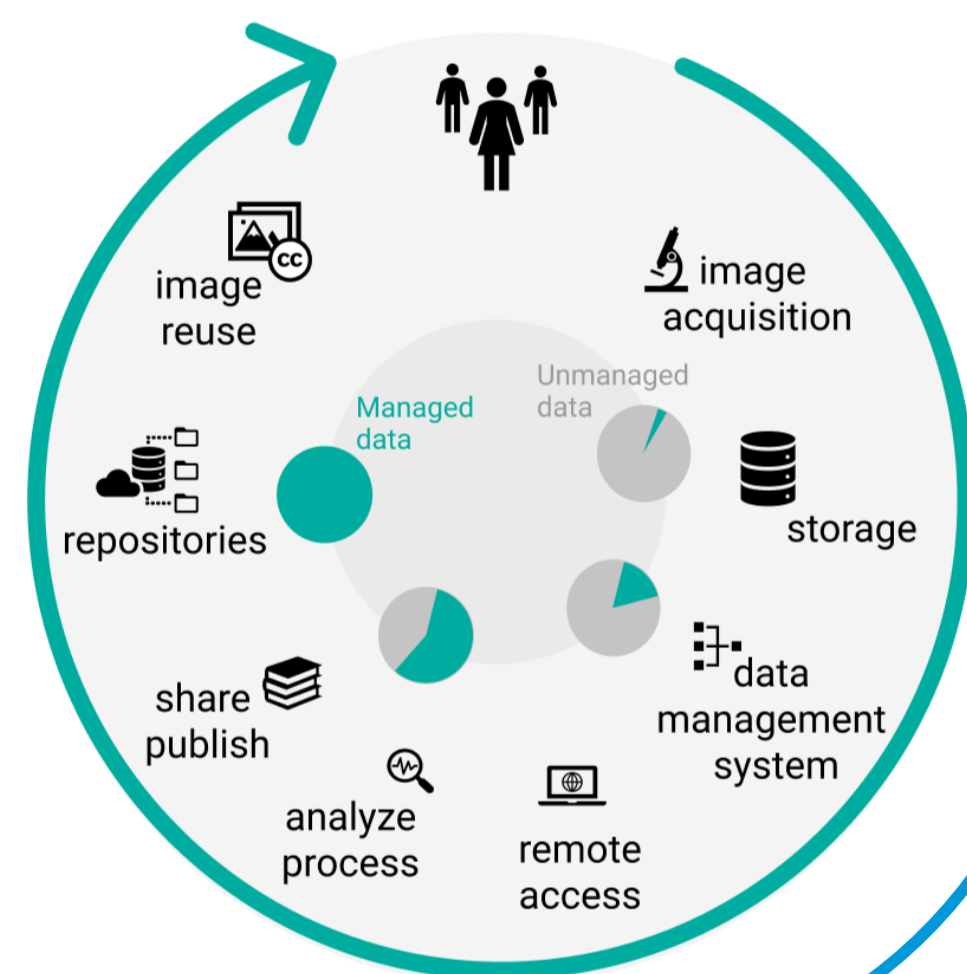 image
acquisition
storage
data
management
system
remote
access
analyze
process
share
publish
repositories
image
reuse
cc
Managed
data
Unmanaged
data